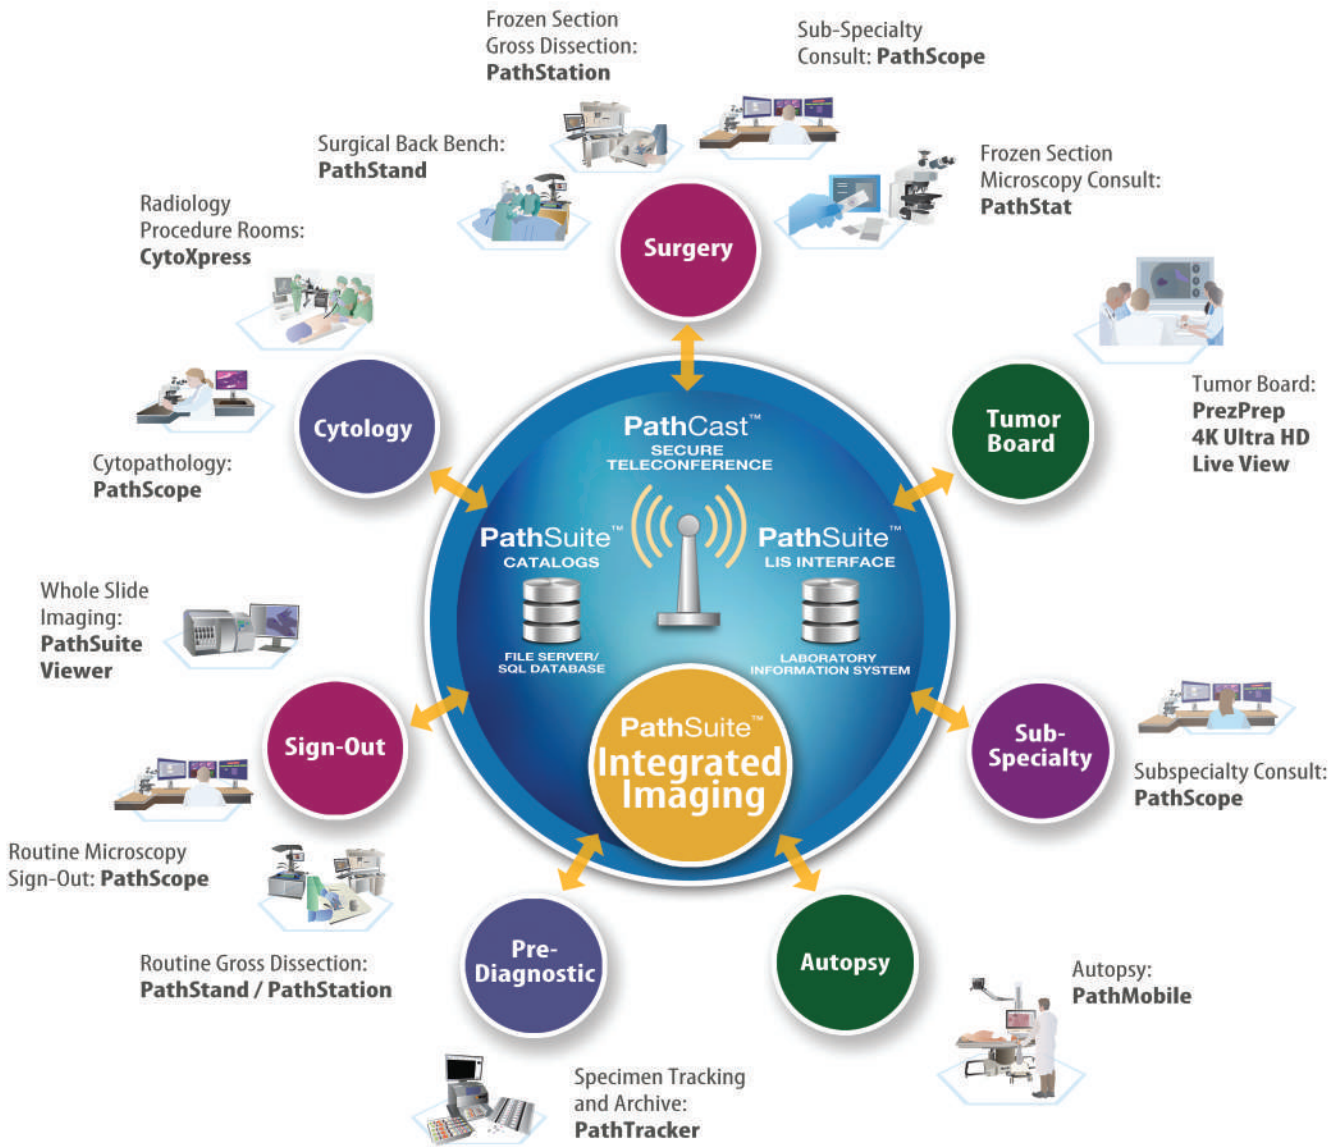 Frozen Section
Gross Dissection:
PathStation
Sub-Specialty
Consult: PathScope
Surgical Back Bench:
PathStand
Frozen Section
Microscopy Consult:
PathStat
Radiology
Procedure Rooms:
CytoXpress
Surgery
Tumor Board:
PrezPrep
4K Ultra HD
Live View
Cytopathology:
PathScope
Cytology
Tumor
Board
PathCast™
SECURE
TELECONFERENCE
PathSuite™
CATALOGS
FILE SERVER/
SQL DATABASE
PathSuite™
LIS INTERFACE
LABORATORY
INFORMATION SYSTEM
Whole Slide
Imaging:
PathSuite
Viewer
Sign-Out
PathSuite™
Integrated
Imaging
Sub-
Specialty
Subspecialty Consult:
PathScope
Routine Microscopy
Sign-Out: PathScope
Routine Gross Dissection:
PathStand / PathStation
Pre-
Diagnostic
Autopsy
Autopsy:
PathMobile
Specimen Tracking
and Archive:
PathTracker